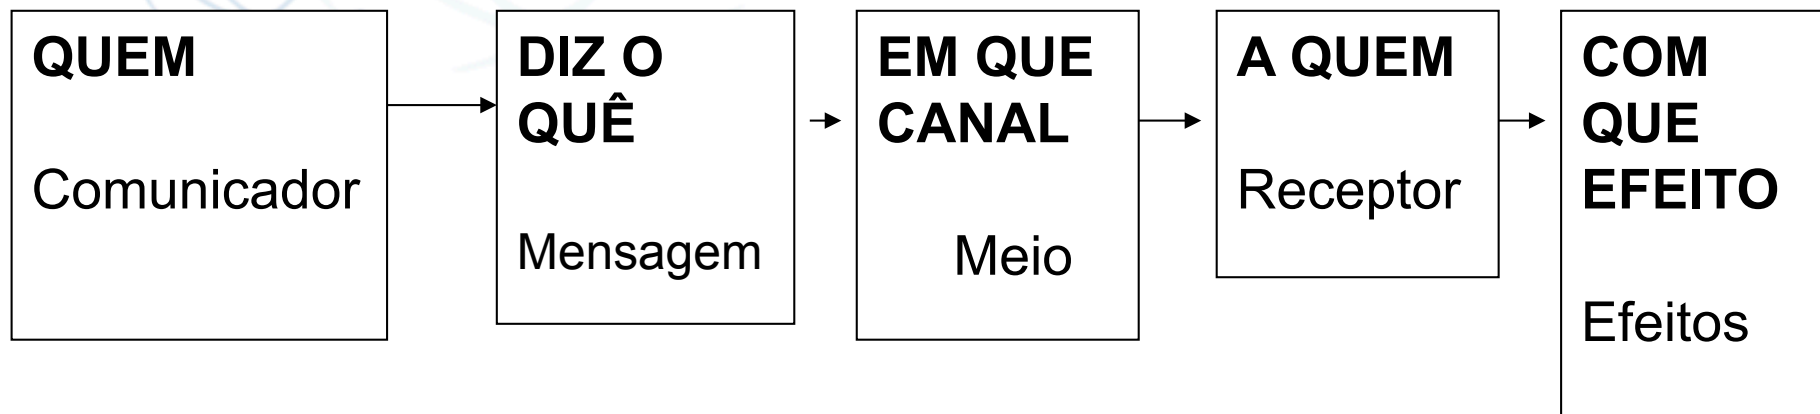 QUEM
Comunicador
DIZ O
QUÊ
Mensagem
EM QUE
CANAL
Meio
A QUEM
Receptor
COM
QUE
EFEITO
Efeitos